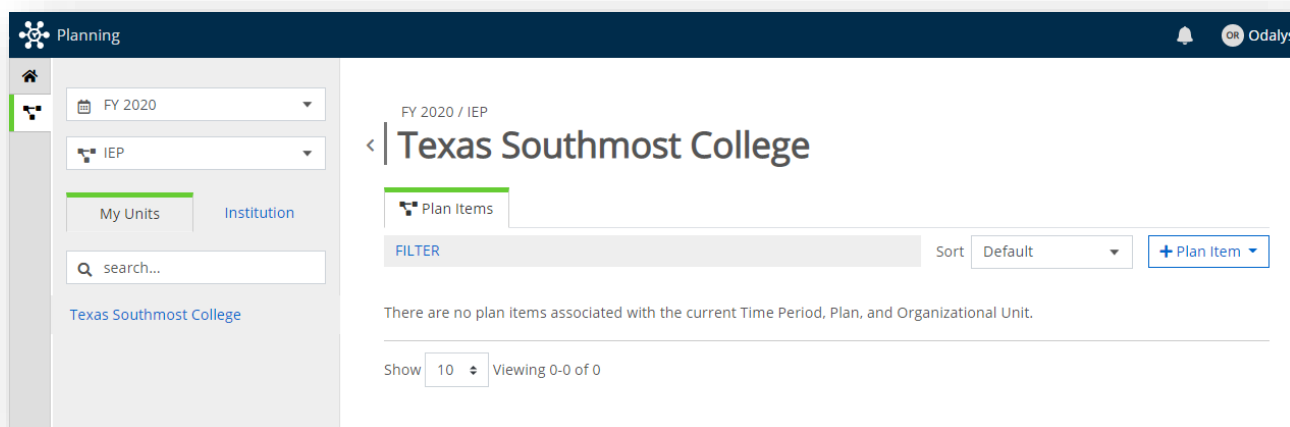 Planning
OR Odalys
FY 2020
IEP
My Units Institution
search...
Texas Southmost College
FY 2020 / IEP
Texas Southmost College
Plan Items
FILTER Sort Default + Plan Item
There are no plan items associated with the current Time Period, Plan, and Organizational Unit.
Show 10 Viewing 0-0 of 0